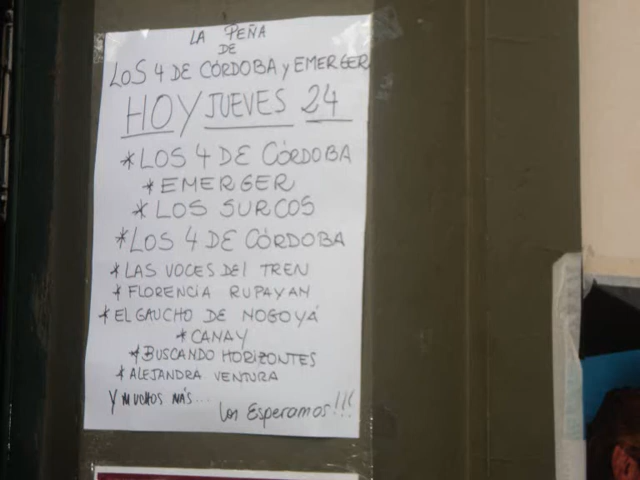 LA PEÑA
DE
LOS 4 DE CÓRDOBA Y EMERGER
HOY JUEVES 24
*LOS 4 DE CÓRDOBA
*EMERGER
*LOS SURCOS
*LOS 4 DE CÓRDOBA
*LAS VOCES DEL TREN
*FLORENCIA RUPAYAN
*EL GAUCHO DE NOGOYÁ
*CANAY
*BUSCANDO HORIZONTES
*ALEJANDRA VENTURA
Y MUCHOS MÁS...
Los Esperamos!!!